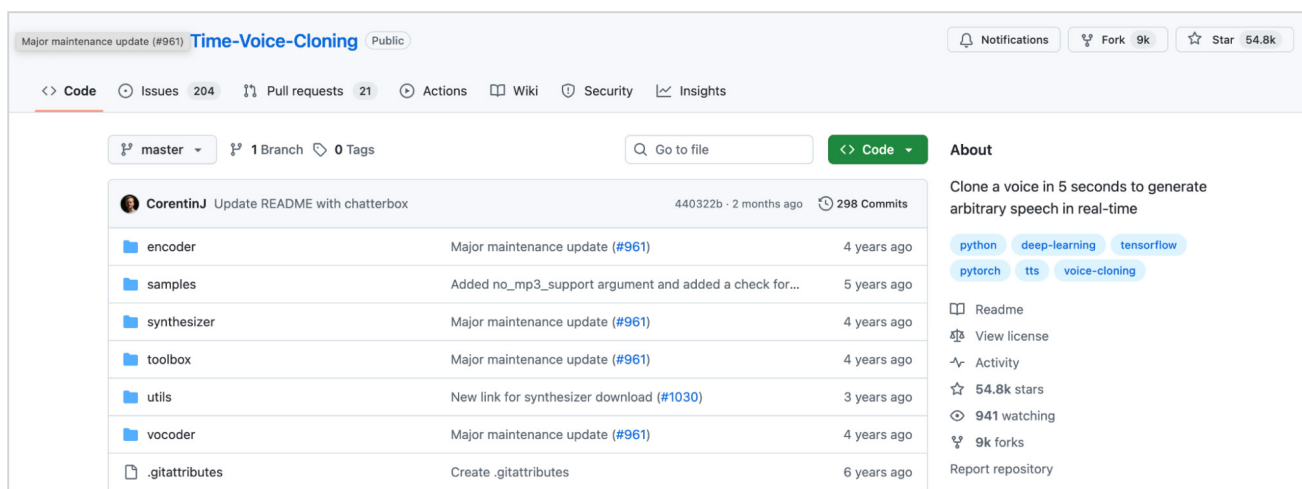 Major maintenance update (#961) Time-Voice-Cloning Public Notifications Fork 9k Star 54.8k
Code Issues 204 Pull requests 21 Actions Wiki Security Insights
master 1 Branch 0 Tags Go to file Code
CorentinJ Update README with chatterbox 440322b · 2 months ago 298 Commits
encoder Major maintenance update (#961) 4 years ago
samples Added no_mp3_support argument and added a check for... 5 years ago
synthesizer Major maintenance update (#961) 4 years ago
toolbox Major maintenance update (#961) 4 years ago
utils New link for synthesizer download (#1030) 3 years ago
vocoder Major maintenance update (#961) 4 years ago
.gitattributes Create .gitattributes 6 years ago
About
Clone a voice in 5 seconds to generate
arbitrary speech in real-time
python deep-learning tensorflow
pytorch tts voice-cloning
Readme
View license
Activity
54.8k stars
941 watching
9k forks
Report repository